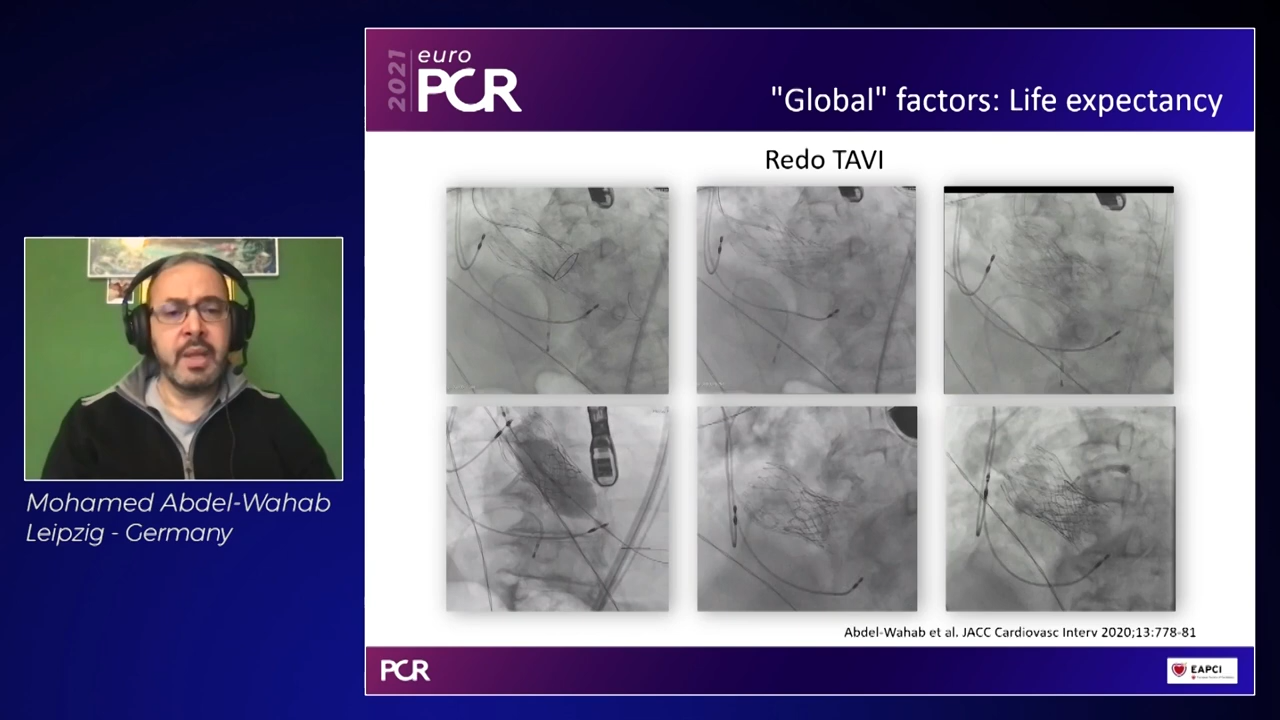 2021
euro
PCR
"Global" factors: Life expectancy
Redo TAVI
Mohamed Abdel-Wahab
Leipzig - Germany
Abdel-Wahab et al. JACC Cardiovasc Interv 2020;13:778-81
PCR
EAPCI